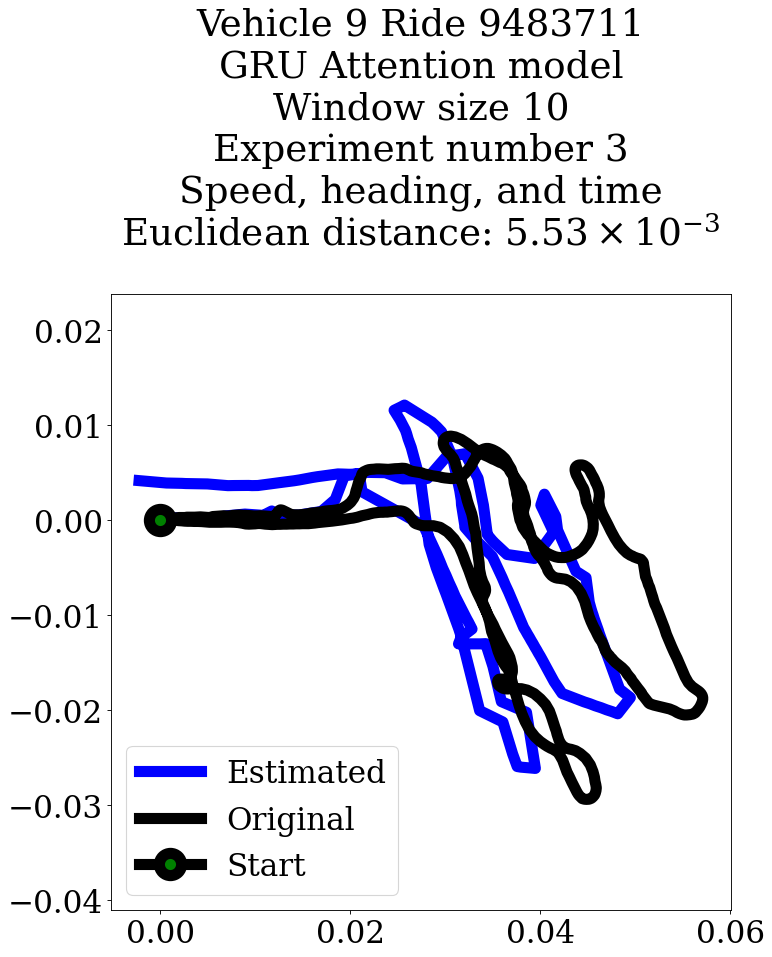 Vehicle 9 Ride 9483711
GRU Attention model
Window size 10
Experiment number 3
Speed, heading, and time
Euclidean distance: 5.53 × 10⁻³
0.02
0.01
0.00
−0.01
−0.02
−0.03
−0.04
Estimated
Original
Start
0.00 0.02 0.04 0.06